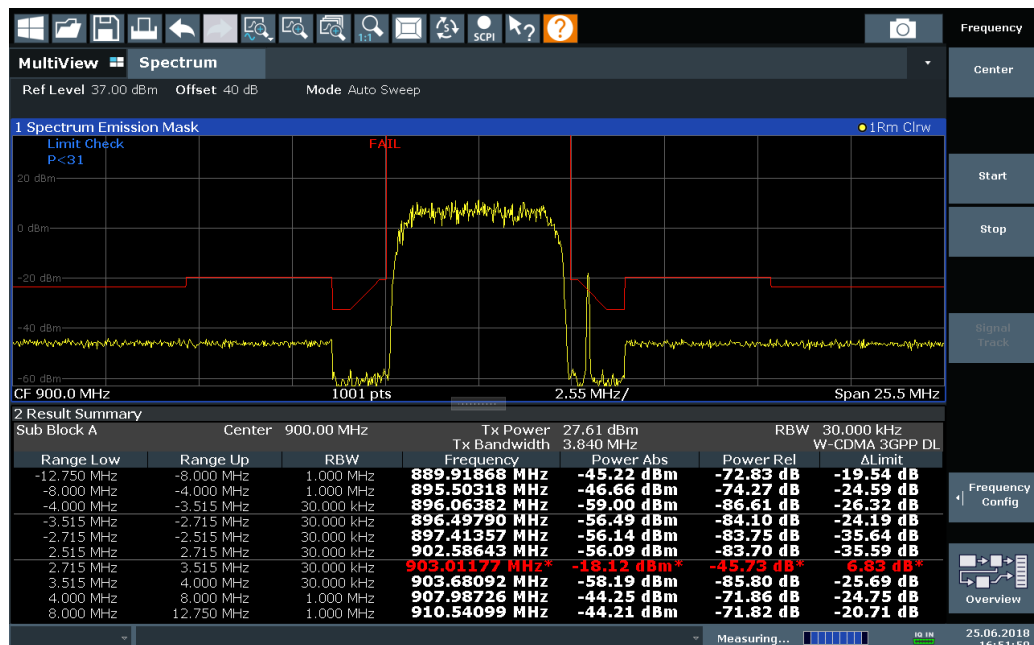 1:1
SCPI
?
?
Frequency
MultiView
Spectrum
Center
Ref Level 37.00 dBm Offset 40 dB Mode Auto Sweep
1 Spectrum Emission Mask
1Rm Clrw
Limit Check
FAIL
P<31
20 dBm
0 dBm
-20 dBm
-40 dBm
-60 dBm
CF 900.0 MHz 1001 pts 2.55 MHz/ Span 25.5 MHz
Start
Stop
Signal
Track
2 Result Summary
Sub Block A Center 900.00 MHz Tx Power 27.61 dBm RBW 30.000 kHz
Tx Bandwidth 3.840 MHz W-CDMA 3GPP DL
Range Low Range Up RBW Frequency Power Abs Power Rel ΔLimit
-12.750 MHz -8.000 MHz 1.000 MHz 889.91868 MHz -45.22 dBm -72.83 dB -19.54 dB
-8.000 MHz -4.000 MHz 1.000 MHz 895.50318 MHz -46.66 dBm -74.27 dB -24.59 dB
-4.000 MHz -3.515 MHz 30.000 kHz 896.06382 MHz -59.00 dBm -86.61 dB -26.32 dB
-3.515 MHz -2.715 MHz 30.000 kHz 896.49790 MHz -56.49 dBm -84.10 dB -24.19 dB
-2.715 MHz -2.515 MHz 30.000 kHz 897.41357 MHz -56.14 dBm -83.75 dB -35.64 dB
2.515 MHz 2.715 MHz 30.000 kHz 902.58643 MHz -56.09 dBm -83.70 dB -35.59 dB
2.715 MHz 3.515 MHz 30.000 kHz 903.01177 MHz* -18.12 dBm* -45.73 dB* 6.83 dB*
3.515 MHz 4.000 MHz 30.000 kHz 903.68092 MHz -58.19 dBm -85.80 dB -25.69 dB
4.000 MHz 8.000 MHz 1.000 MHz 907.98726 MHz -44.25 dBm -71.86 dB -24.75 dB
8.000 MHz 12.750 MHz 1.000 MHz 910.54099 MHz -44.21 dBm -71.82 dB -20.71 dB
Frequency
Config
Overview
Measuring...
IQ IN
25.06.2018